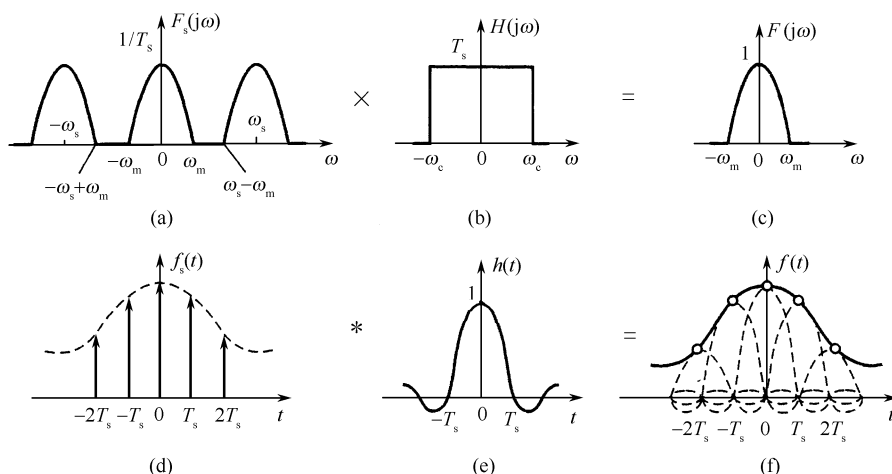 F_s(jω) H(jω) F(jω)
1/T_s T_s 1
−ω_s ω_s × =
−ω_m 0 ω_m ω −ω_c 0 ω_c ω −ω_m 0 ω_m ω
−ω_s+ω_m ω_s−ω_m
(a) (b) (c)
f_s(t) h(t) f(t)
1
* =
−2T_s −T_s 0 T_s 2T_s t −T_s 0 T_s t −2T_s −T_s 0 T_s 2T_s t
(d) (e) (f)